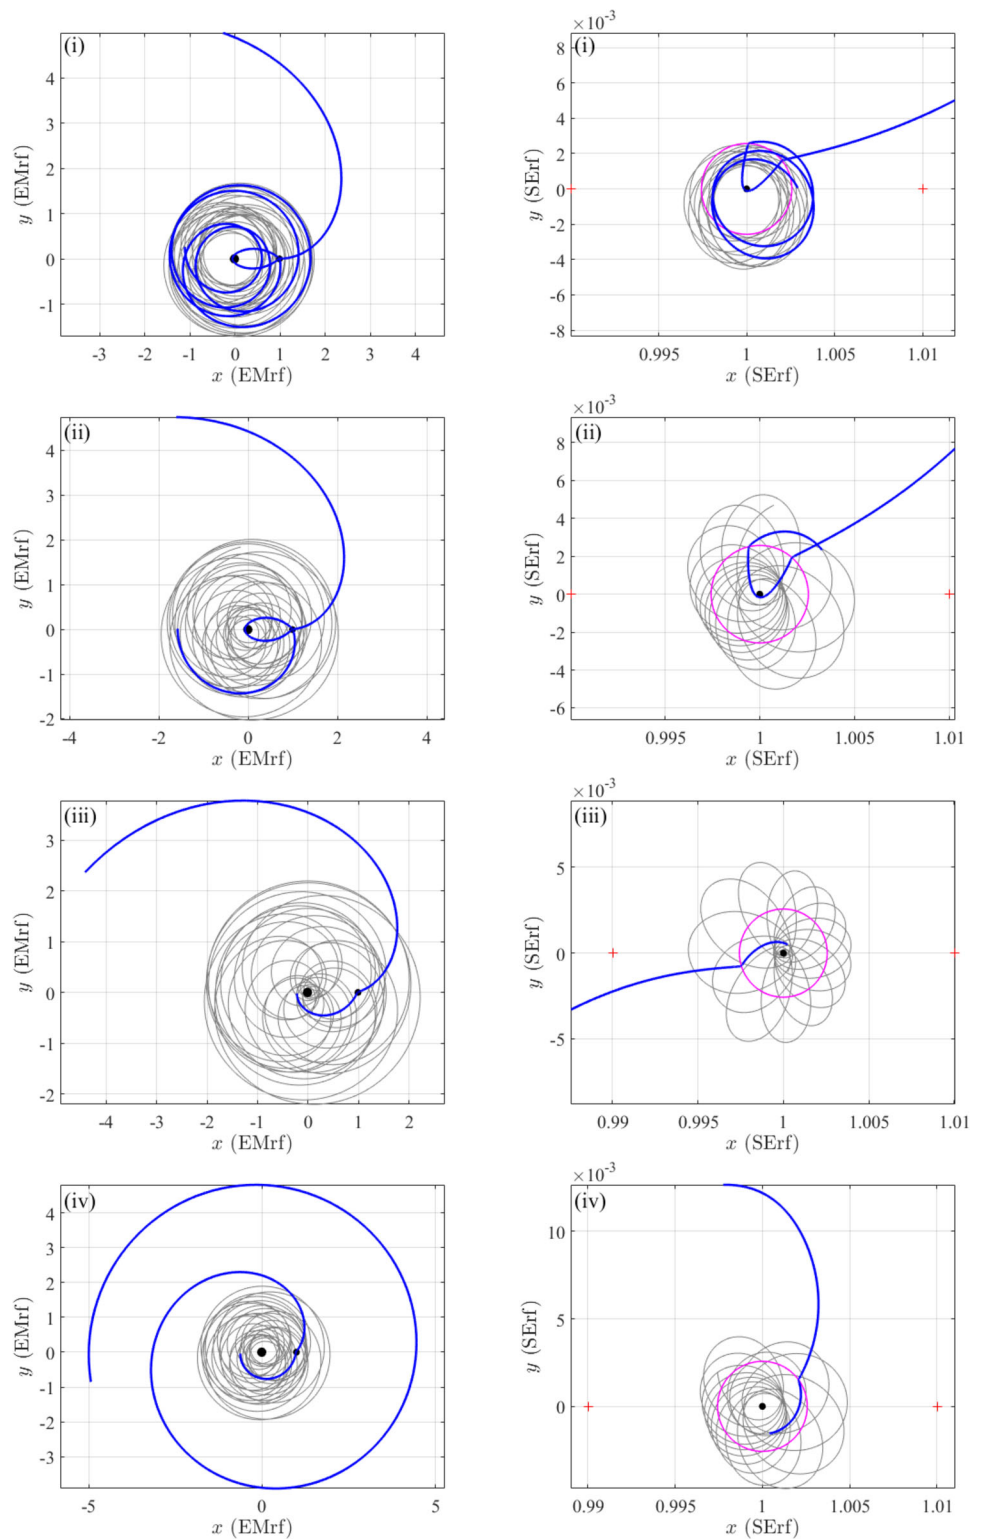 (i)
4
3
2
1
0
-1
y (EMrf)
-3 -2 -1 0 1 2 3 4
x (EMrf)
×10⁻³
(i)
8
6
4
2
0
-2
-4
-6
-8
y (SErf)
0.995 1 1.005 1.01
x (SErf)
(ii)
4
3
2
1
0
-1
-2
y (EMrf)
-4 -2 0 2 4
x (EMrf)
×10⁻³
(ii)
8
6
4
2
0
-2
-4
-6
y (SErf)
0.995 1 1.005 1.01
x (SErf)
(iii)
3
2
1
0
-1
-2
y (EMrf)
-4 -3 -2 -1 0 1 2
x (EMrf)
×10⁻³
(iii)
5
0
-5
y (SErf)
0.99 0.995 1 1.005 1.01
x (SErf)
(iv)
4
3
2
1
0
-1
-2
-3
y (EMrf)
-5 0 5
x (EMrf)
×10⁻³
(iv)
10
5
0
y (SErf)
0.99 0.995 1 1.005 1.01
x (SErf)